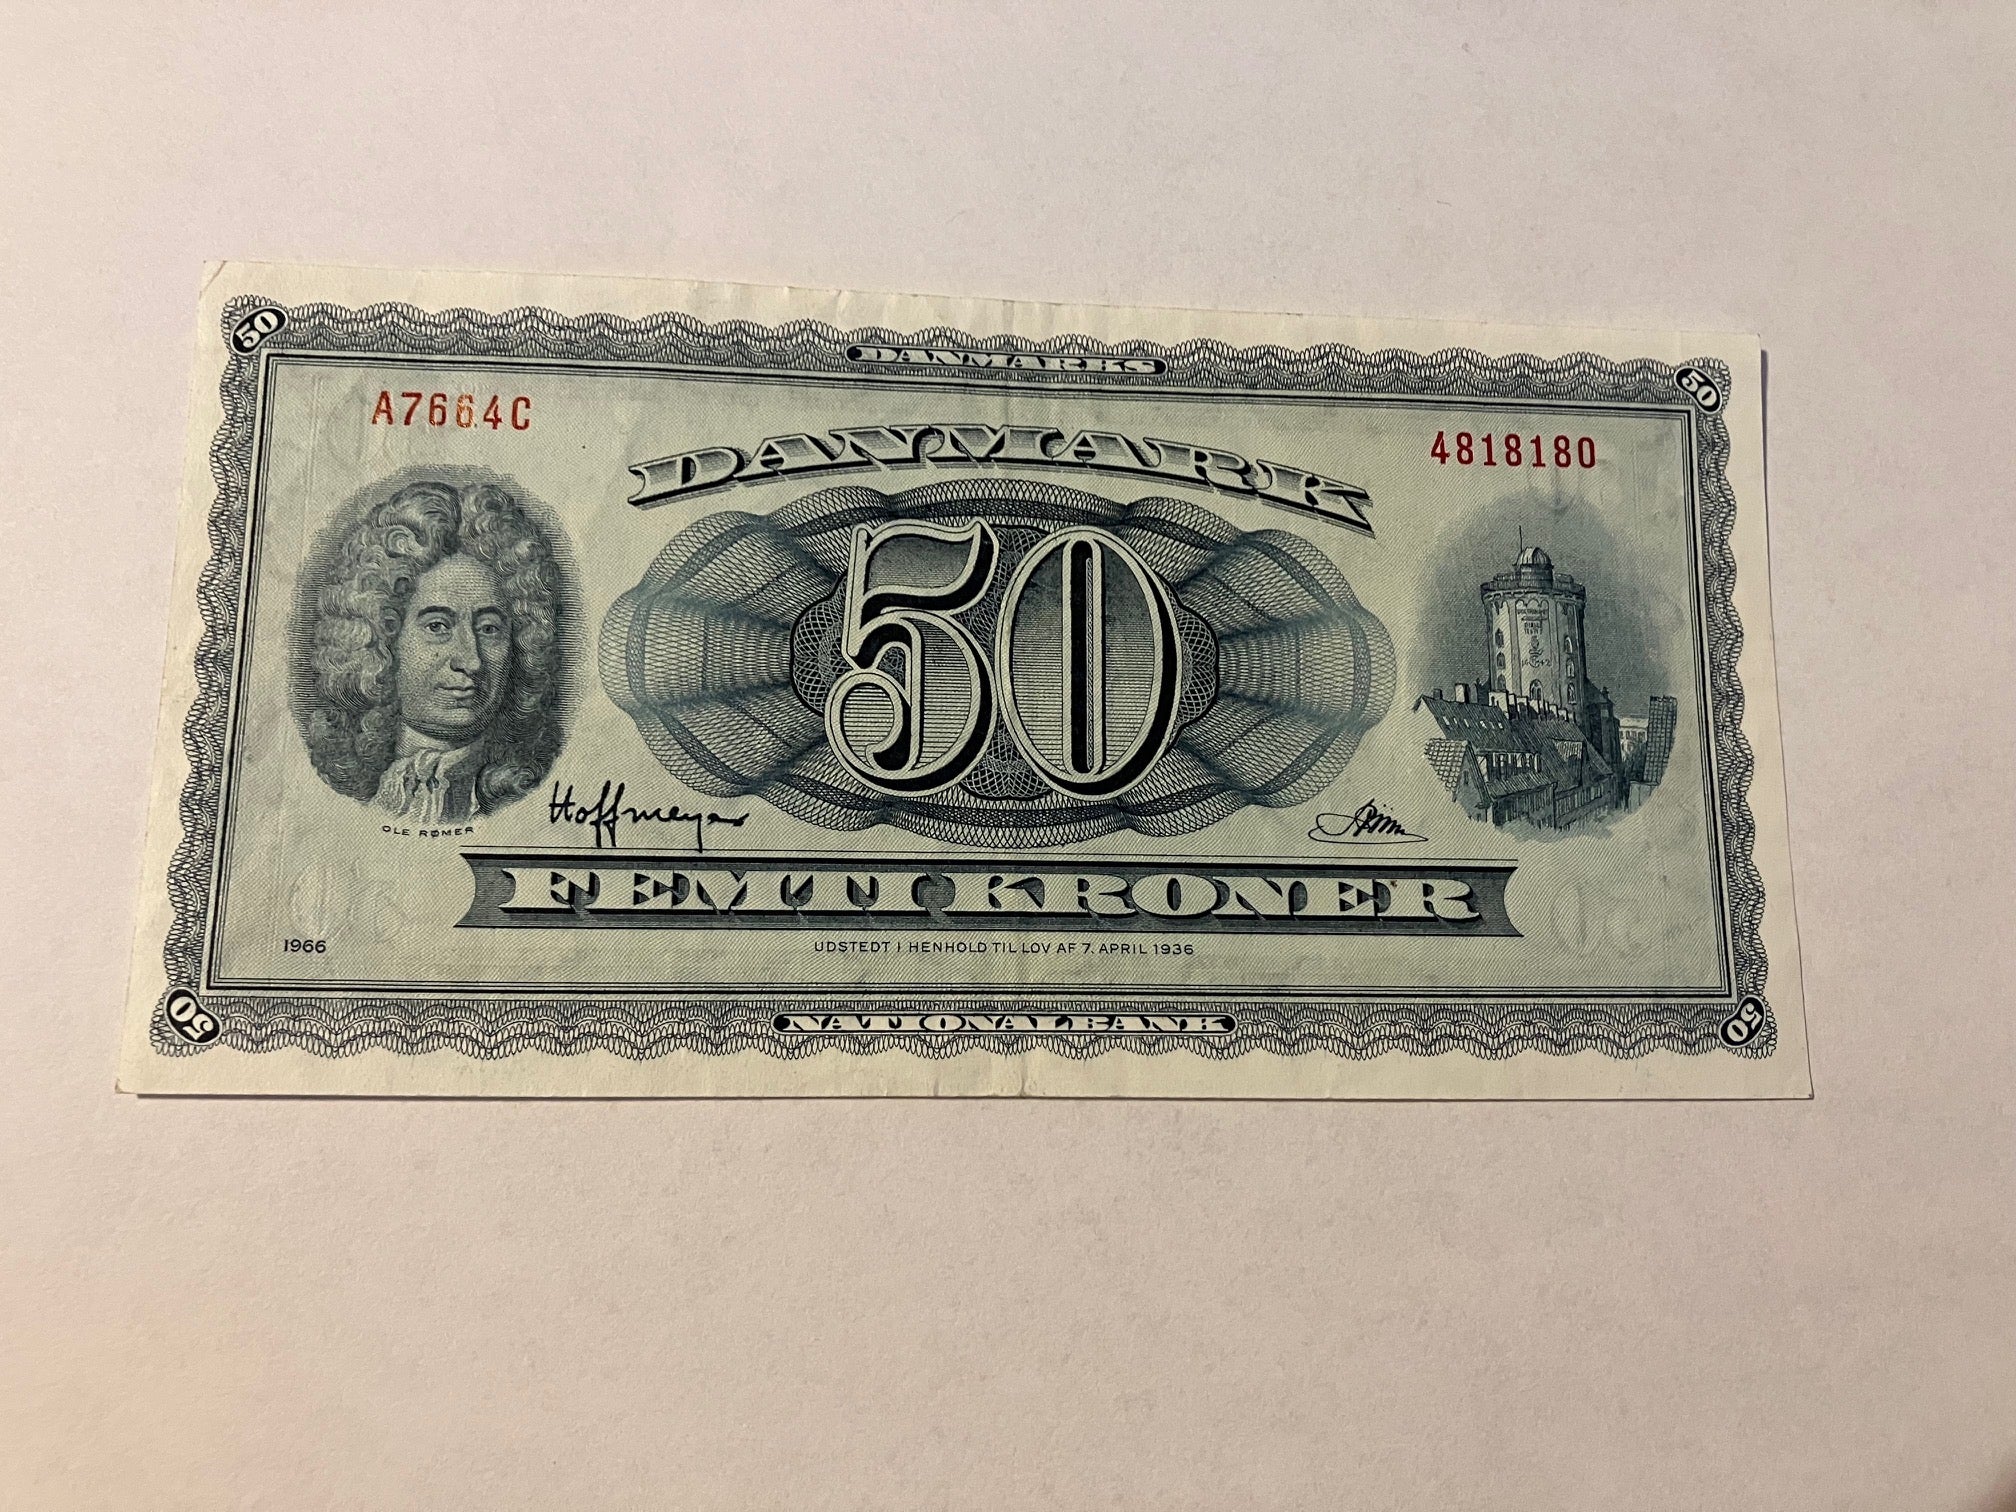 50
DANMARKS
50
A7664C
DANMARK
4818180
50
OLE RØMER
Hoffmeyer
FEMTI KRONER
1966
UDSTEDT I HENHOLD TIL LOV AF 7. APRIL 1936
50
NATIONALBANK
50